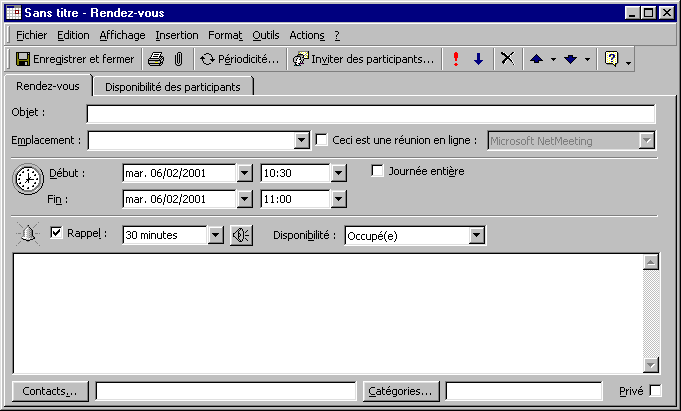 Sans titre - Rendez-vous
Fichier Edition Affichage Insertion Format Outils Actions ?
Enregistrer et fermer Périodicité... Inviter des participants... ?
Rendez-vous Disponibilité des participants
Objet :
Emplacement : Ceci est une réunion en ligne : Microsoft NetMeeting
Début : mar. 06/02/2001 10:30 Journée entière
Fin : mar. 06/02/2001 11:00
Rappel : 30 minutes Disponibilité : Occupé(e)
Contacts... Catégories... Privé